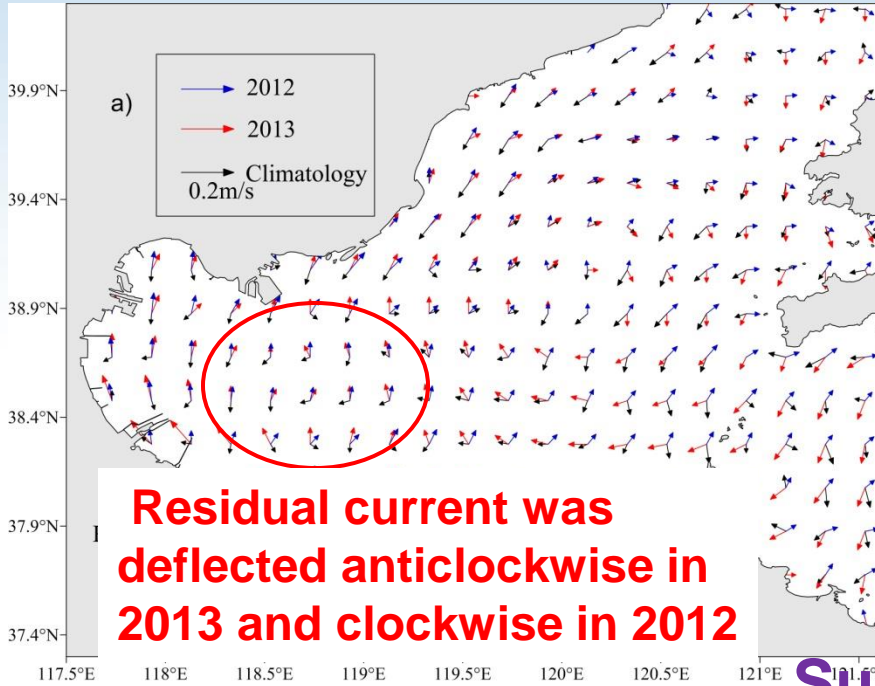 a)
2012
2013
Climatology
0.2m/s
39.9°N
39.4°N
38.9°N
38.4°N
37.9°N
37.4°N
Residual current was
deflected anticlockwise in
2013 and clockwise in 2012
117.5°E 118°E 118.5°E 119°E 119.5°E 120°E 120.5°E 121°E 121.5°E